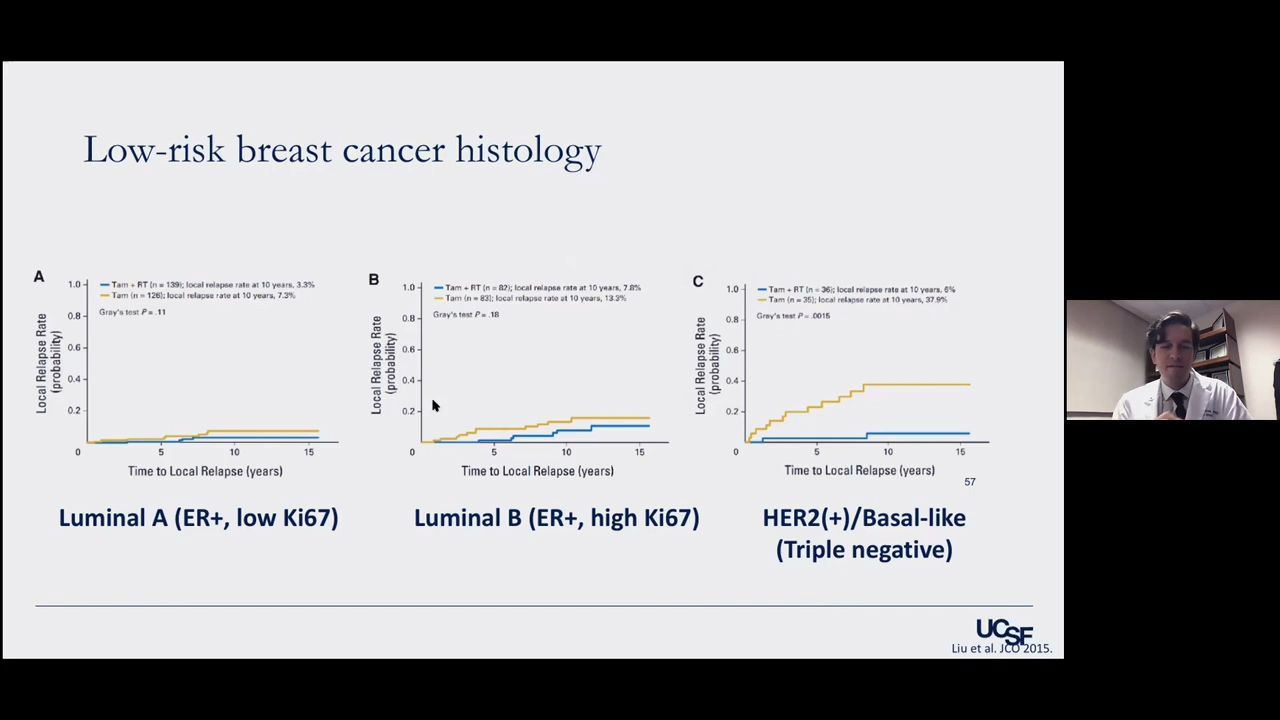 Low-risk breast cancer histology
A
1.0
0.8
0.6
0.4
0.2
0
5
10
15
Local Relapse Rate
(probability)
Tam + RT (n = 139); local relapse rate at 10 years, 3.3%
Tam (n = 126); local relapse rate at 10 years, 7.3%
Gray's test P = .11
Time to Local Relapse (years)
Luminal A (ER+, low Ki67)
B
1.0
0.8
0.6
0.4
0.2
0
5
10
15
Local Relapse Rate
(probability)
Tam + RT (n = 82); local relapse rate at 10 years, 7.8%
Tam (n = 83); local relapse rate at 10 years, 13.3%
Gray's test P = .18
Time to Local Relapse (years)
Luminal B (ER+, high Ki67)
C
1.0
0.8
0.6
0.4
0.2
0
5
10
15
Local Relapse Rate
(probability)
Tam + RT (n = 36); local relapse rate at 10 years, 6%
Tam (n = 35); local relapse rate at 10 years, 37.9%
Gray's test P = .0015
Time to Local Relapse (years)
57
HER2(+)/Basal-like
(Triple negative)
UCSF
Liu et al. JCO 2015.